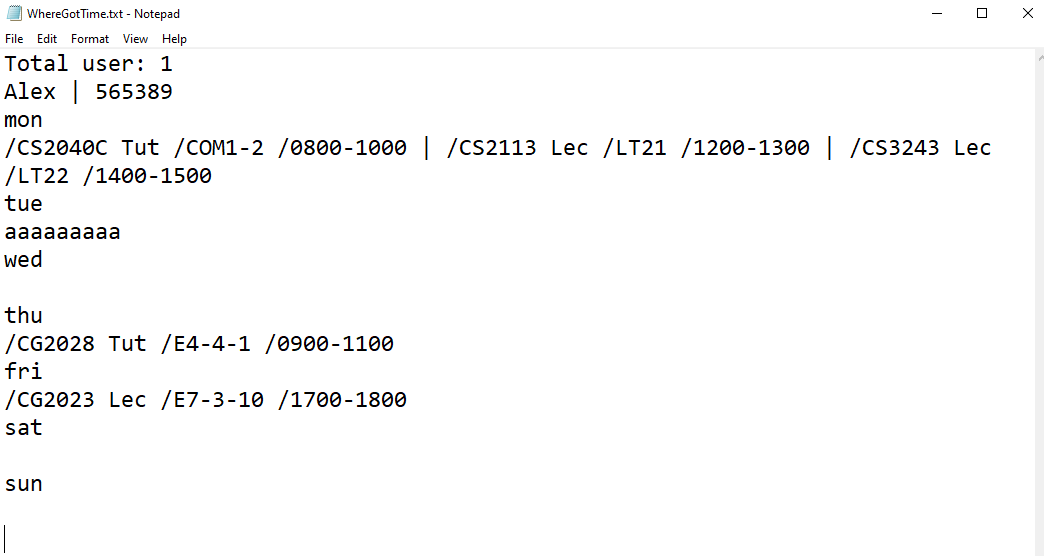 WhereGotTime.txt - Notepad
File Edit Format View Help
Total user: 1
Alex | 565389
mon
/CS2040C Tut /COM1-2 /0800-1000 | /CS2113 Lec /LT21 /1200-1300 | /CS3243 Lec
/LT22 /1400-1500
tue
aaaaaaaaa
wed
thu
/CG2028 Tut /E4-4-1 /0900-1100
fri
/CG2023 Lec /E7-3-10 /1700-1800
sat
sun